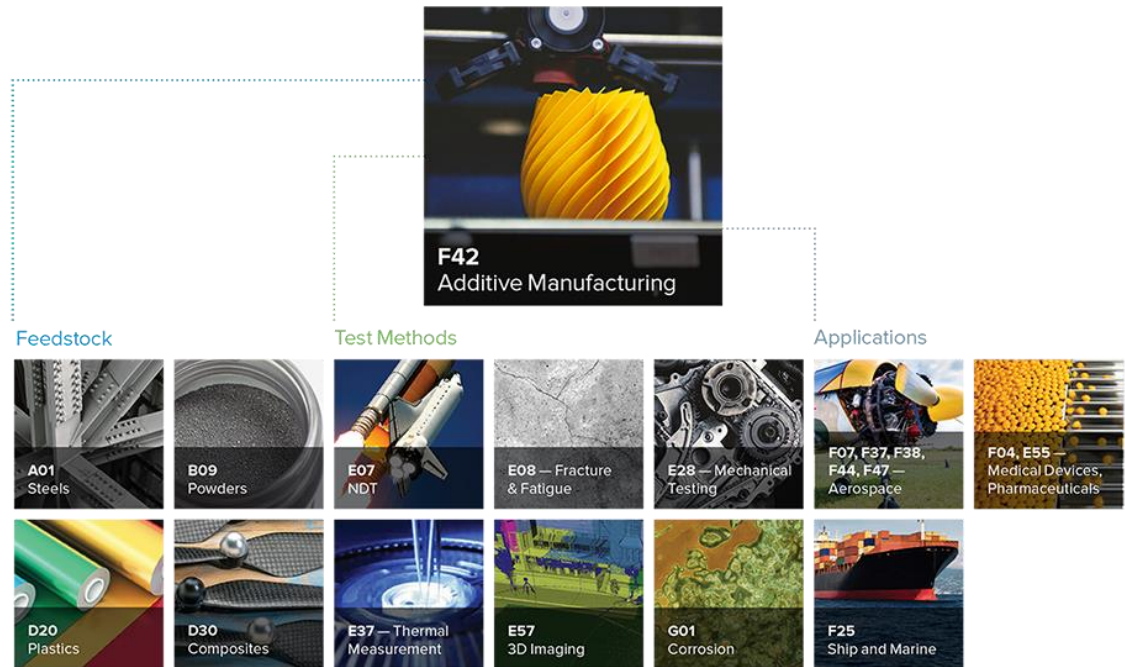 F42
Additive Manufacturing
Feedstock
Test Methods
Applications
A01
Steels
B09
Powders
E07
NDT
E08 — Fracture
& Fatigue
E28 — Mechanical
Testing
F07, F37, F38,
F44, F47 —
Aerospace
F04, E55 —
Medical Devices,
Pharmaceuticals
D20
Plastics
D30
Composites
E37 — Thermal
Measurement
E57
3D Imaging
G01
Corrosion
F25
Ship and Marine